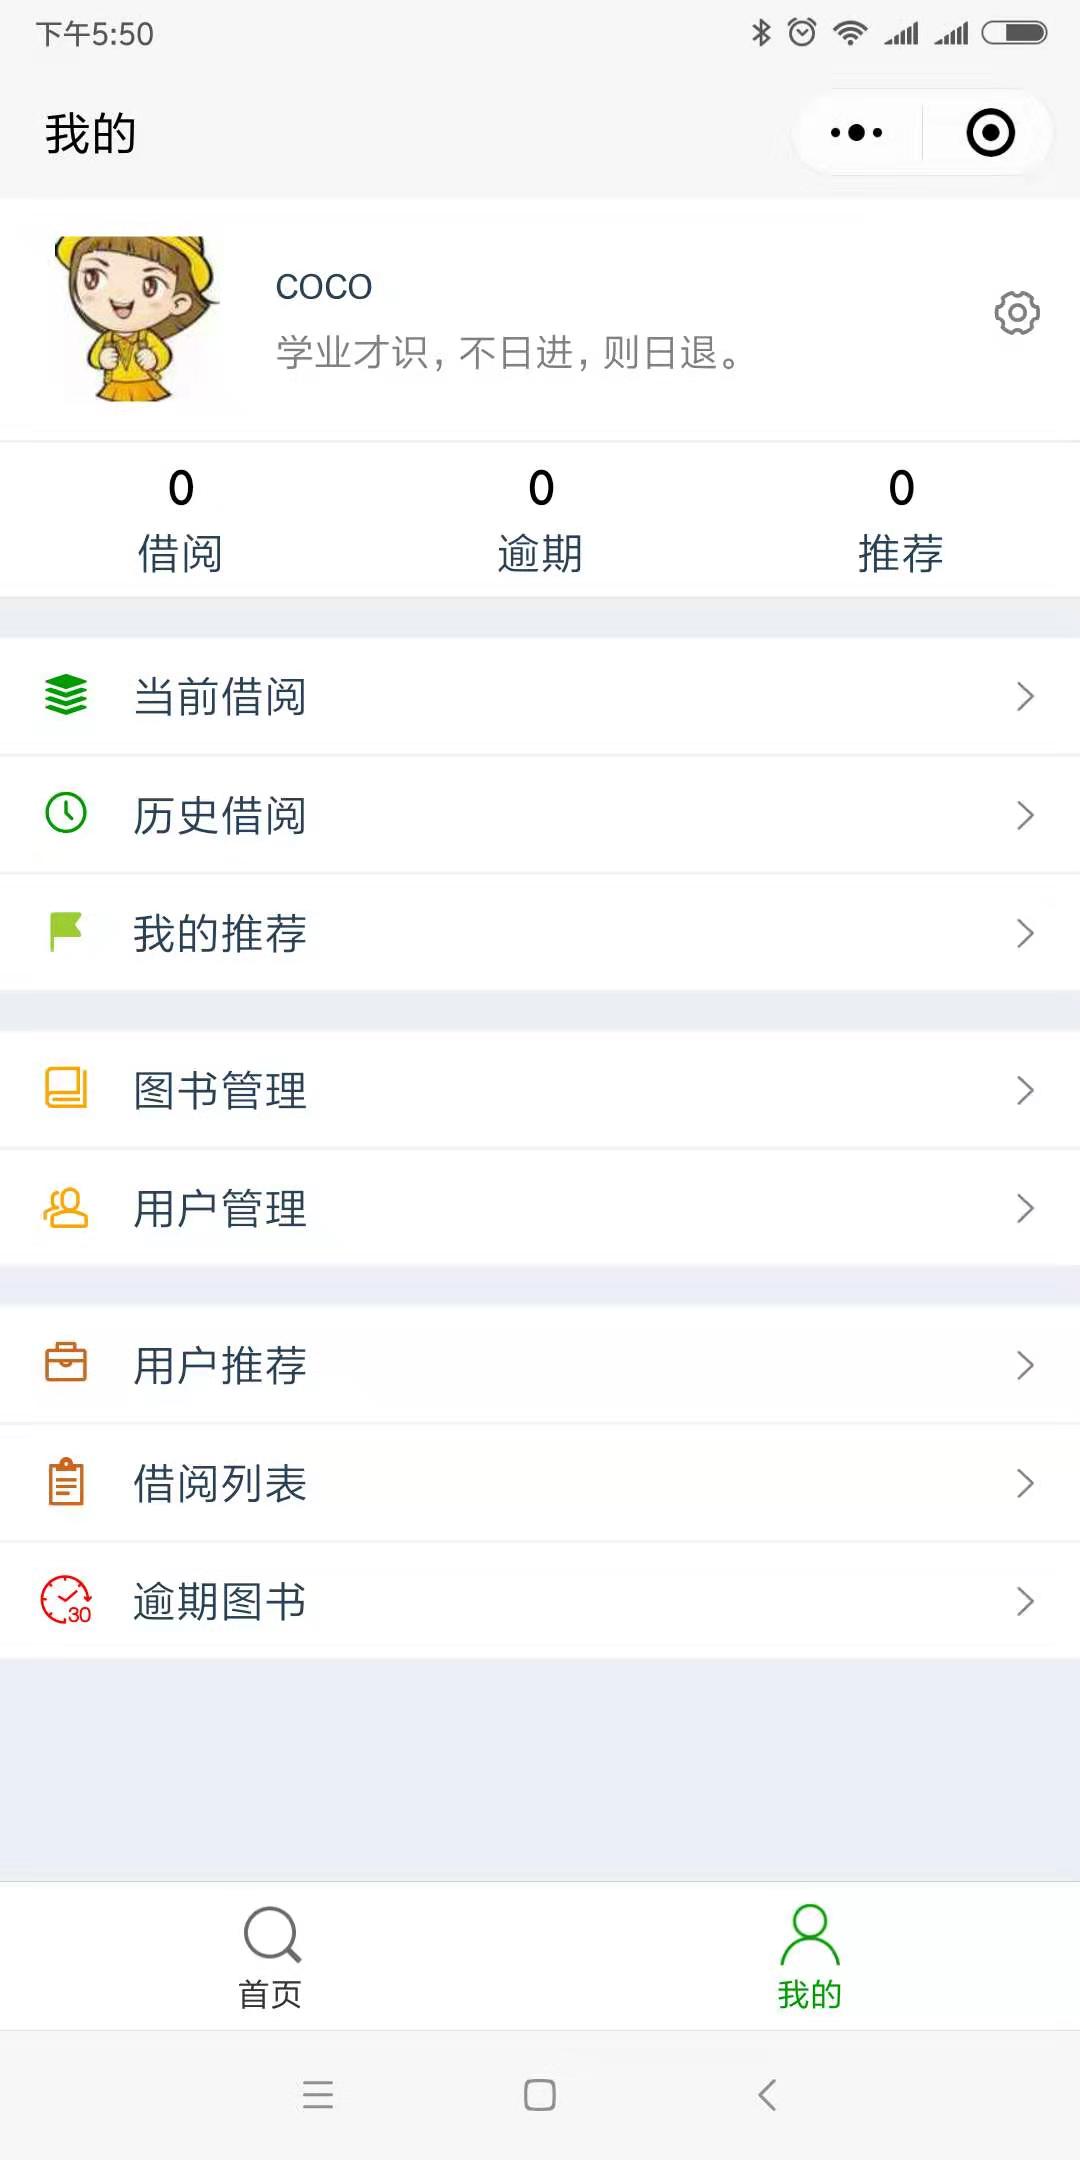 下午5:50
我的
COCO
学业才识，不日进，则日退。
0 0 0
借阅 逾期 推荐
当前借阅
历史借阅
我的推荐
图书管理
用户管理
用户推荐
借阅列表
30
逾期图书
首页 我的